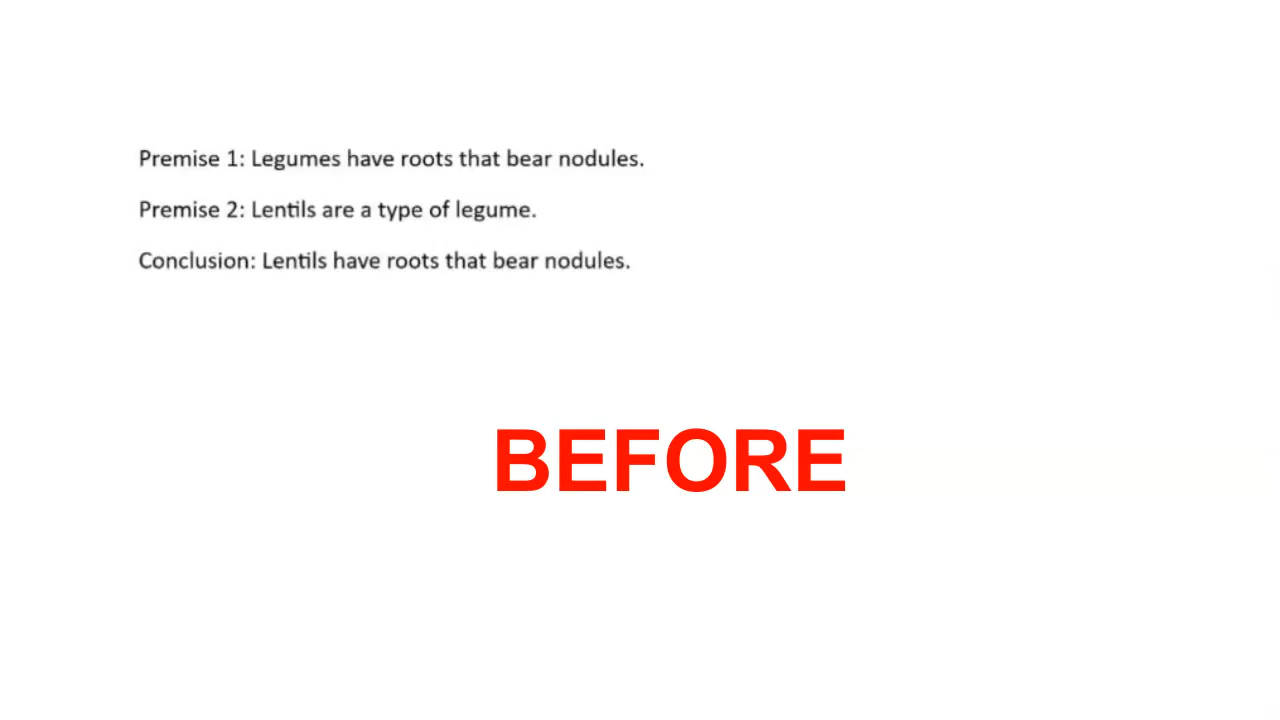 Premise 1: Legumes have roots that bear nodules.
Premise 2: Lentils are a type of legume.
Conclusion: Lentils have roots that bear nodules.
BEFORE